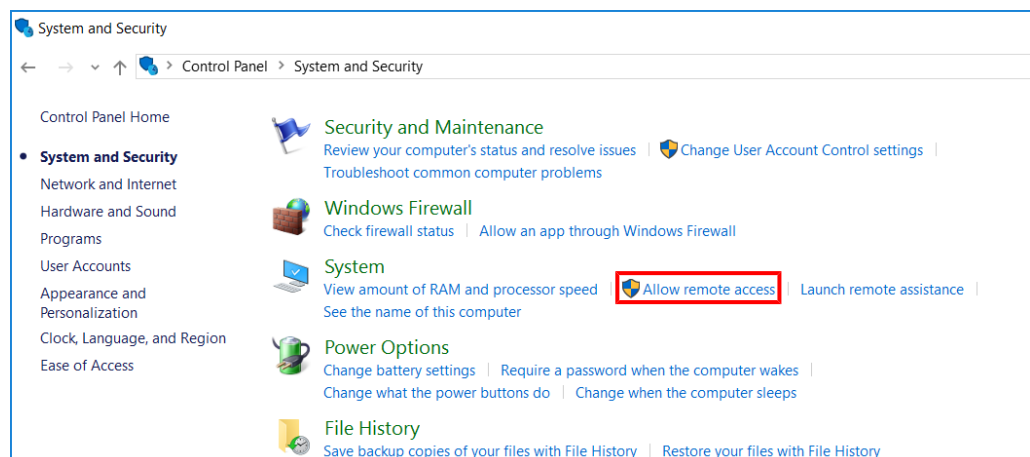 System and Security
Control Panel > System and Security
Control Panel Home
System and Security
Network and Internet
Hardware and Sound
Programs
User Accounts
Appearance and
Personalization
Clock, Language, and Region
Ease of Access
Security and Maintenance
Review your computer's status and resolve issues | Change User Account Control settings |
Troubleshoot common computer problems
Windows Firewall
Check firewall status | Allow an app through Windows Firewall
System
View amount of RAM and processor speed | Allow remote access | Launch remote assistance |
See the name of this computer
Power Options
Change battery settings | Require a password when the computer wakes |
Change what the power buttons do | Change when the computer sleeps
File History
Save backup copies of your files with File History | Restore your files with File History